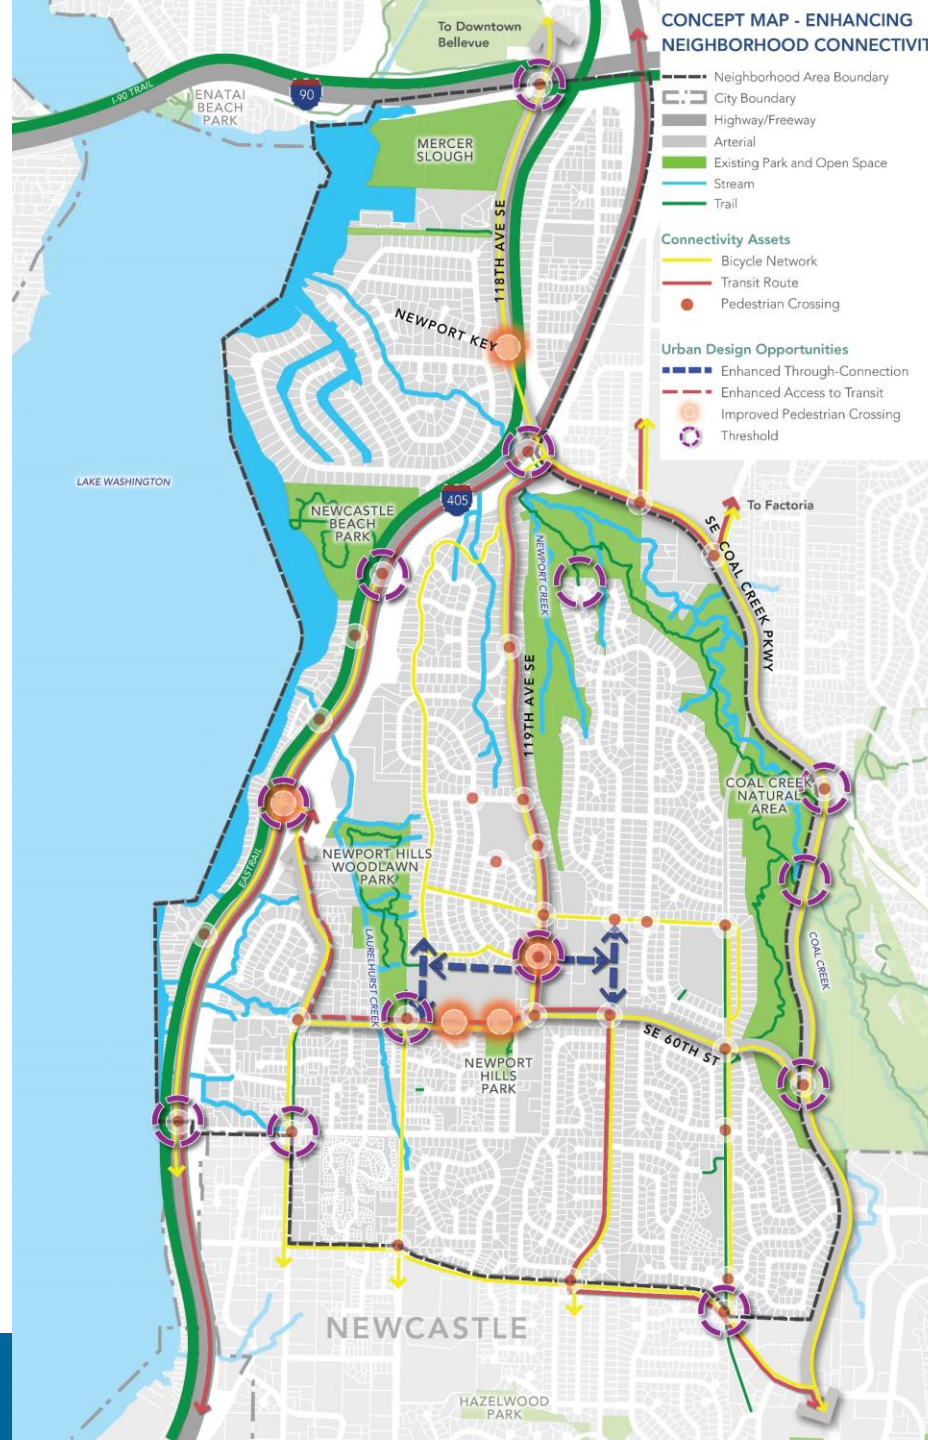 CONCEPT MAP - ENHANCING
NEIGHBORHOOD CONNECTIVIT
Neighborhood Area Boundary
City Boundary
Highway/Freeway
Arterial
Existing Park and Open Space
Stream
Trail
Connectivity Assets
Bicycle Network
Transit Route
Pedestrian Crossing
Urban Design Opportunities
Enhanced Through-Connection
Enhanced Access to Transit
Improved Pedestrian Crossing
Threshold
To Downtown
Bellevue
I-90 TRAIL
ENATAI
BEACH
PARK
90
MERCER
SLOUGH
118TH AVE SE
NEWPORT KEY
LAKE WASHINGTON
405
NEWCASTLE
BEACH
PARK
To Factoria
SE COAL CREEK PKWY
NEWPORT CREEK
119TH AVE SE
COAL CREEK
NATURAL
AREA
EASTRAIL
NEWPORT HILLS
WOODLAWN
PARK
LAURELHURST CREEK
COAL CREEK
SE 60TH ST
NEWPORT
HILLS
PARK
NEWCASTLE
HAZELWOOD
PARK